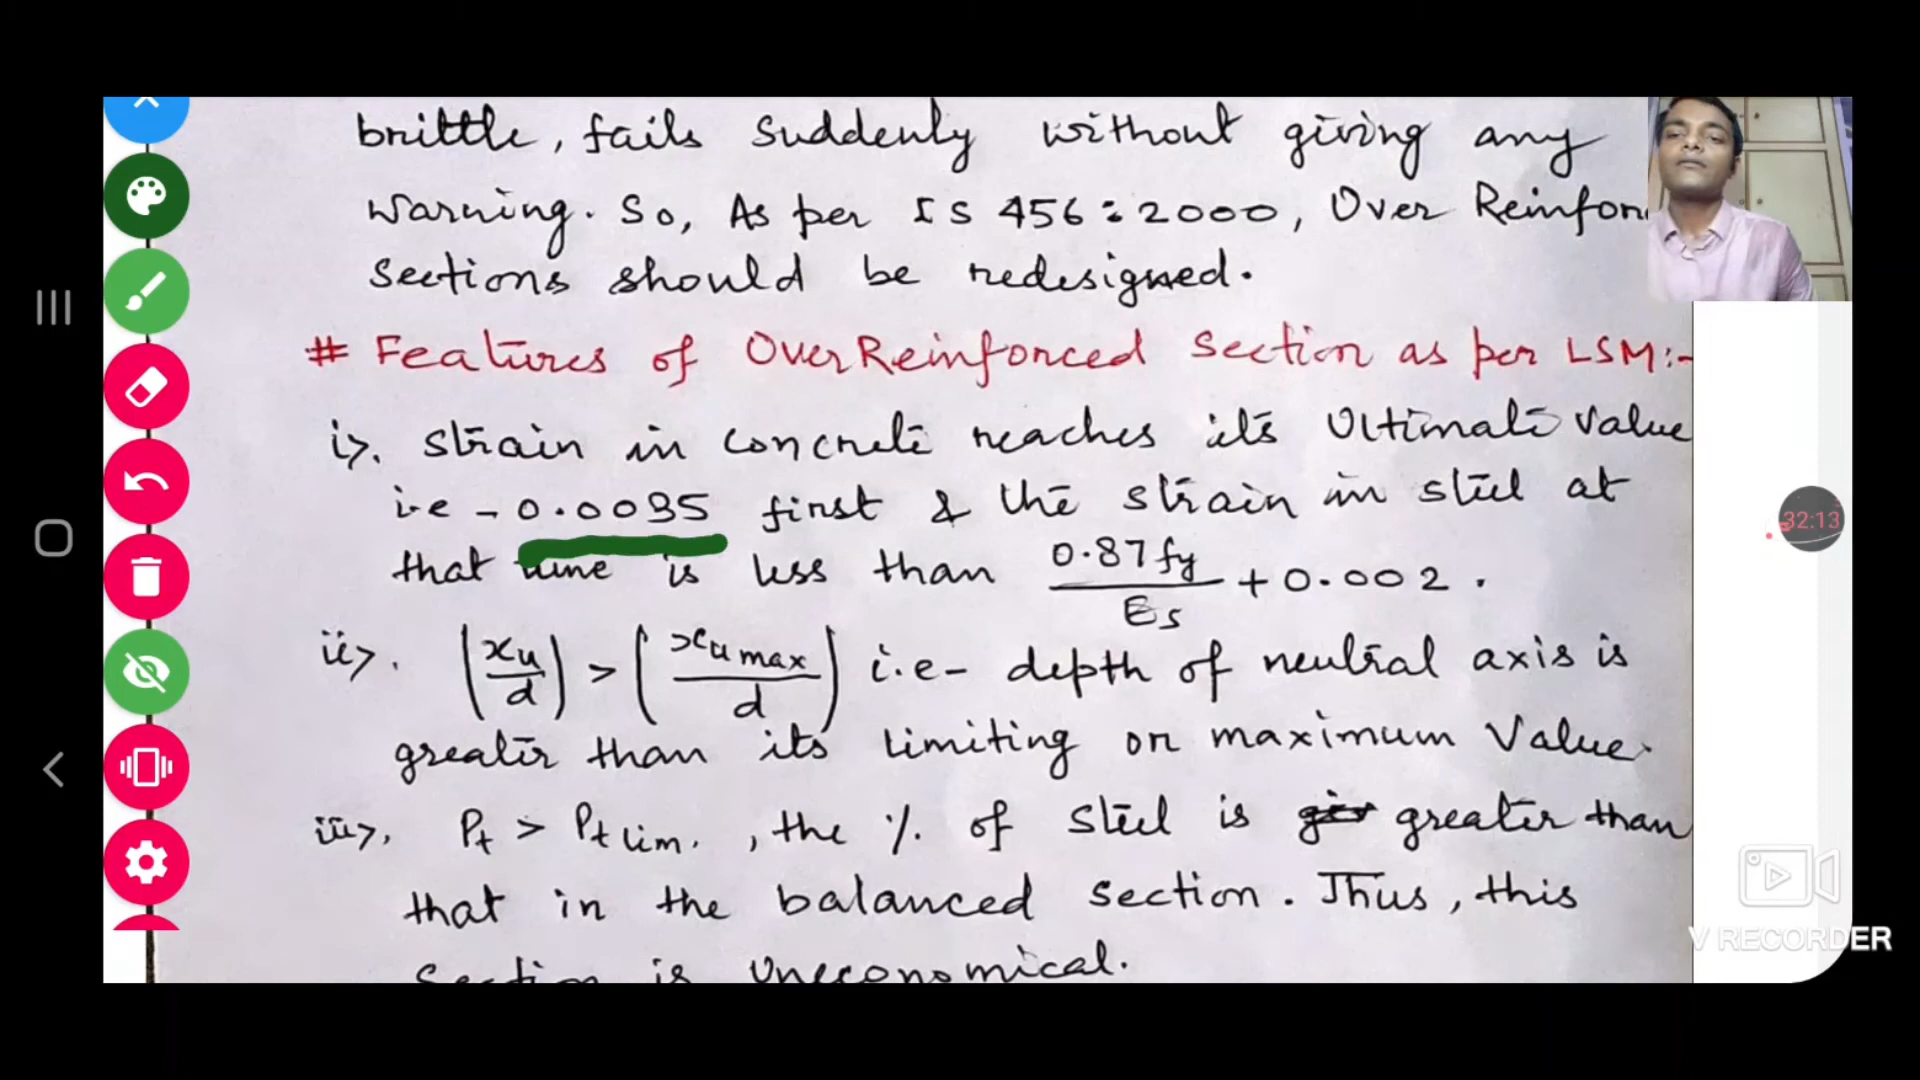 brittle, fails suddenly without giving any
warning. So, As per IS 456:2000, Over Reinfor
Sections should be redesigned.
# Features of OverReinforced Section as per LSM:-
i>. Strain in concrete reaches its Ultimate Value
i.e - 0.0035 first & the strain in steel at
that time is less than 0.87fy/Es + 0.002.
ii>. (xu/d) > (xu max/d) i.e- depth of neutral axis is
greater than its limiting or maximum Value.
iii>. Pt > Pt lim. , the % of steel is greater than
that in the balanced section. Thus, this
Section is Uneconomical.
32:13
V RECORDER